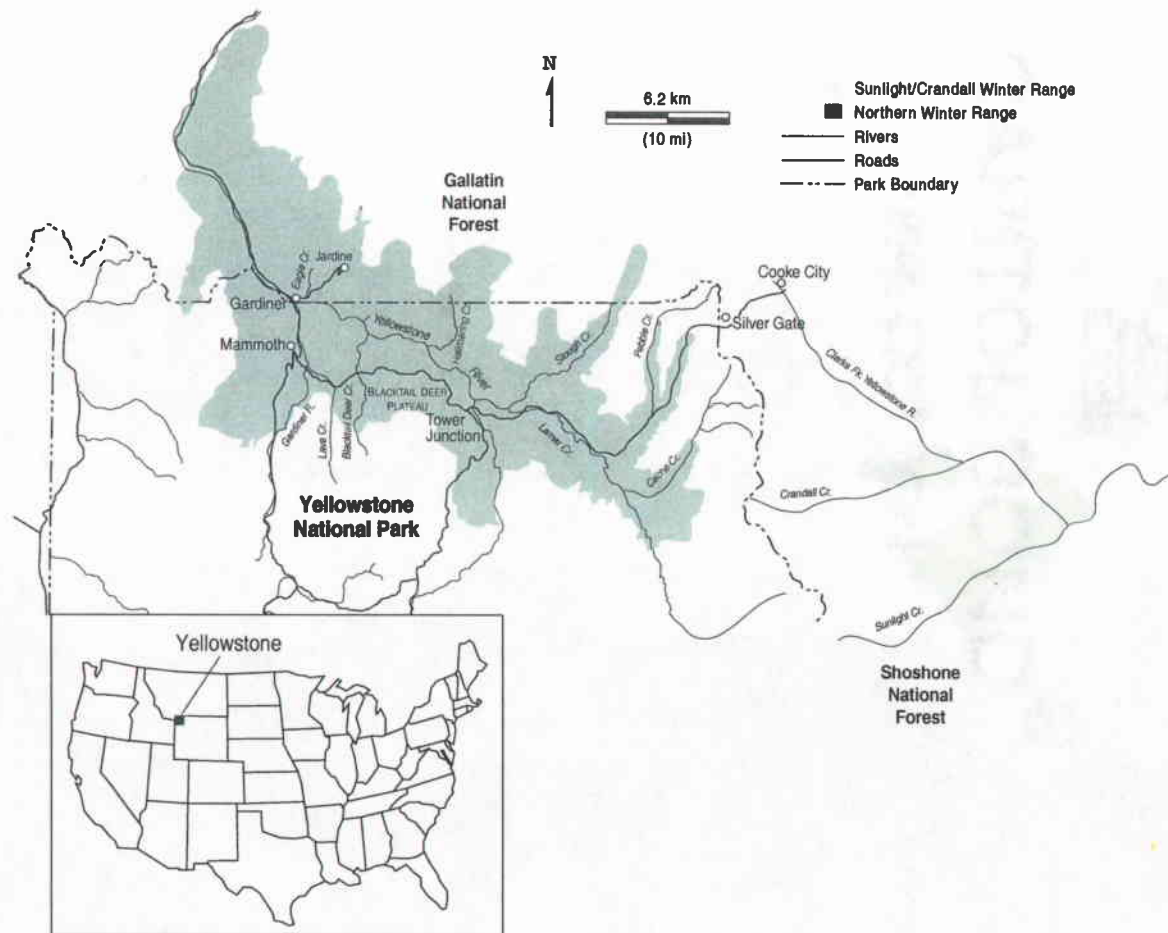 N
6.2 km
(10 mi)
Sunlight/Crandall Winter Range
Northern Winter Range
Rivers
Roads
Park Boundary
Gallatin
National
Forest
Eagle Cr.
Jardine
Gardiner
Mammoth
Yellowstone
River
Hellroaring Cr.
Slough Cr.
Pebble Cr.
Cooke City
Silver Gate
Clarks Fk. Yellowstone R.
BLACKTAIL DEER
PLATEAU
Tower
Junction
Gardiner R.
Lava Cr.
Blacktail Deer Cr.
Lamar Cr.
Cache Cr.
Crandall Cr.
Sunlight Cr.
Yellowstone
National Park
Shoshone
National
Forest
Yellowstone